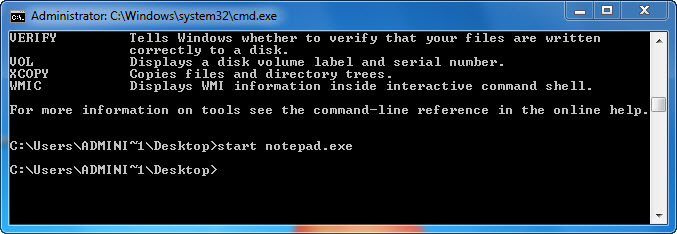 Administrator: C:\Windows\system32\cmd.exe
VERIFY         Tells Windows whether to verify that your files are written
               correctly to a disk.
VOL            Displays a disk volume label and serial number.
XCOPY          Copies files and directory trees.
WMIC           Displays WMI information inside interactive command shell.
For more information on tools see the command-line reference in the online help.
C:\Users\ADMINI~1\Desktop>start notepad.exe
C:\Users\ADMINI~1\Desktop>